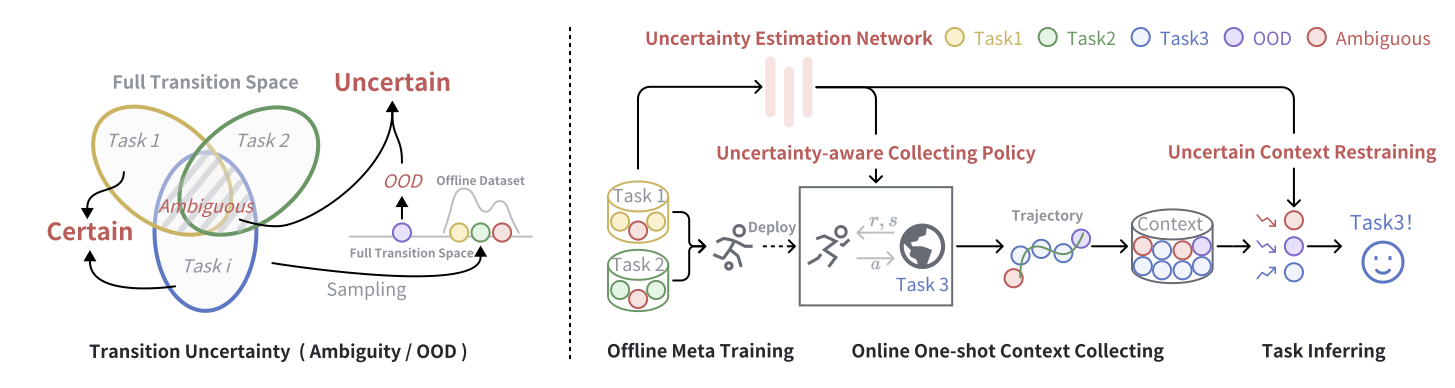 Full Transition Space
Uncertain
Task 1
Task 2
OOD
Offline Dataset
Ambiguous
Certain
Full Transition Space
Task i
Sampling
Transition Uncertainty ( Ambiguity / OOD )
Uncertainty Estimation Network
Task1
Task2
Task3
OOD
Ambiguous
Uncertainty-aware Collecting Policy
Uncertain Context Restraining
Task 1
Task 2
Deploy
r, s
a
Task 3
Trajectory
Context
Task3!
Offline Meta Training
Online One-shot Context Collecting
Task Inferring